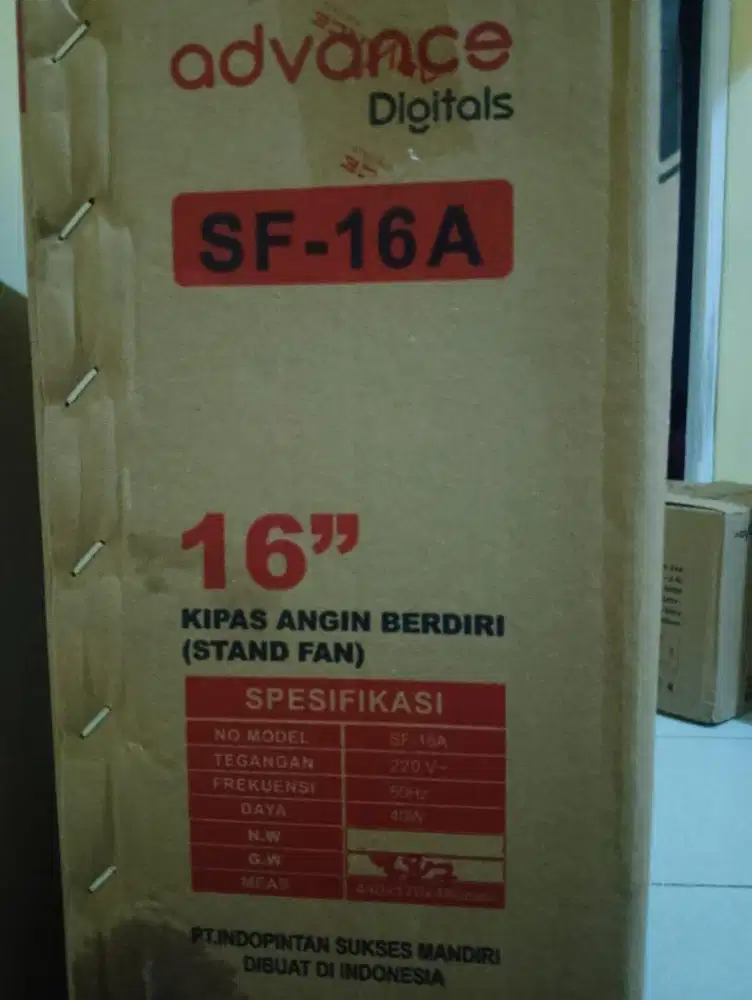 advance
Digitals
SF-16A
16”
KIPAS ANGIN BERDIRI
(STAND FAN)
SPESIFIKASI
NO MODEL SF-16A
TEGANGAN 220 V~
FREKUENSI 50Hz
DAYA 40W
N.W
G.W
MEAS
PT.INDOPINTAN SUKSES MANDIRI
DIBUAT DI INDONESIA